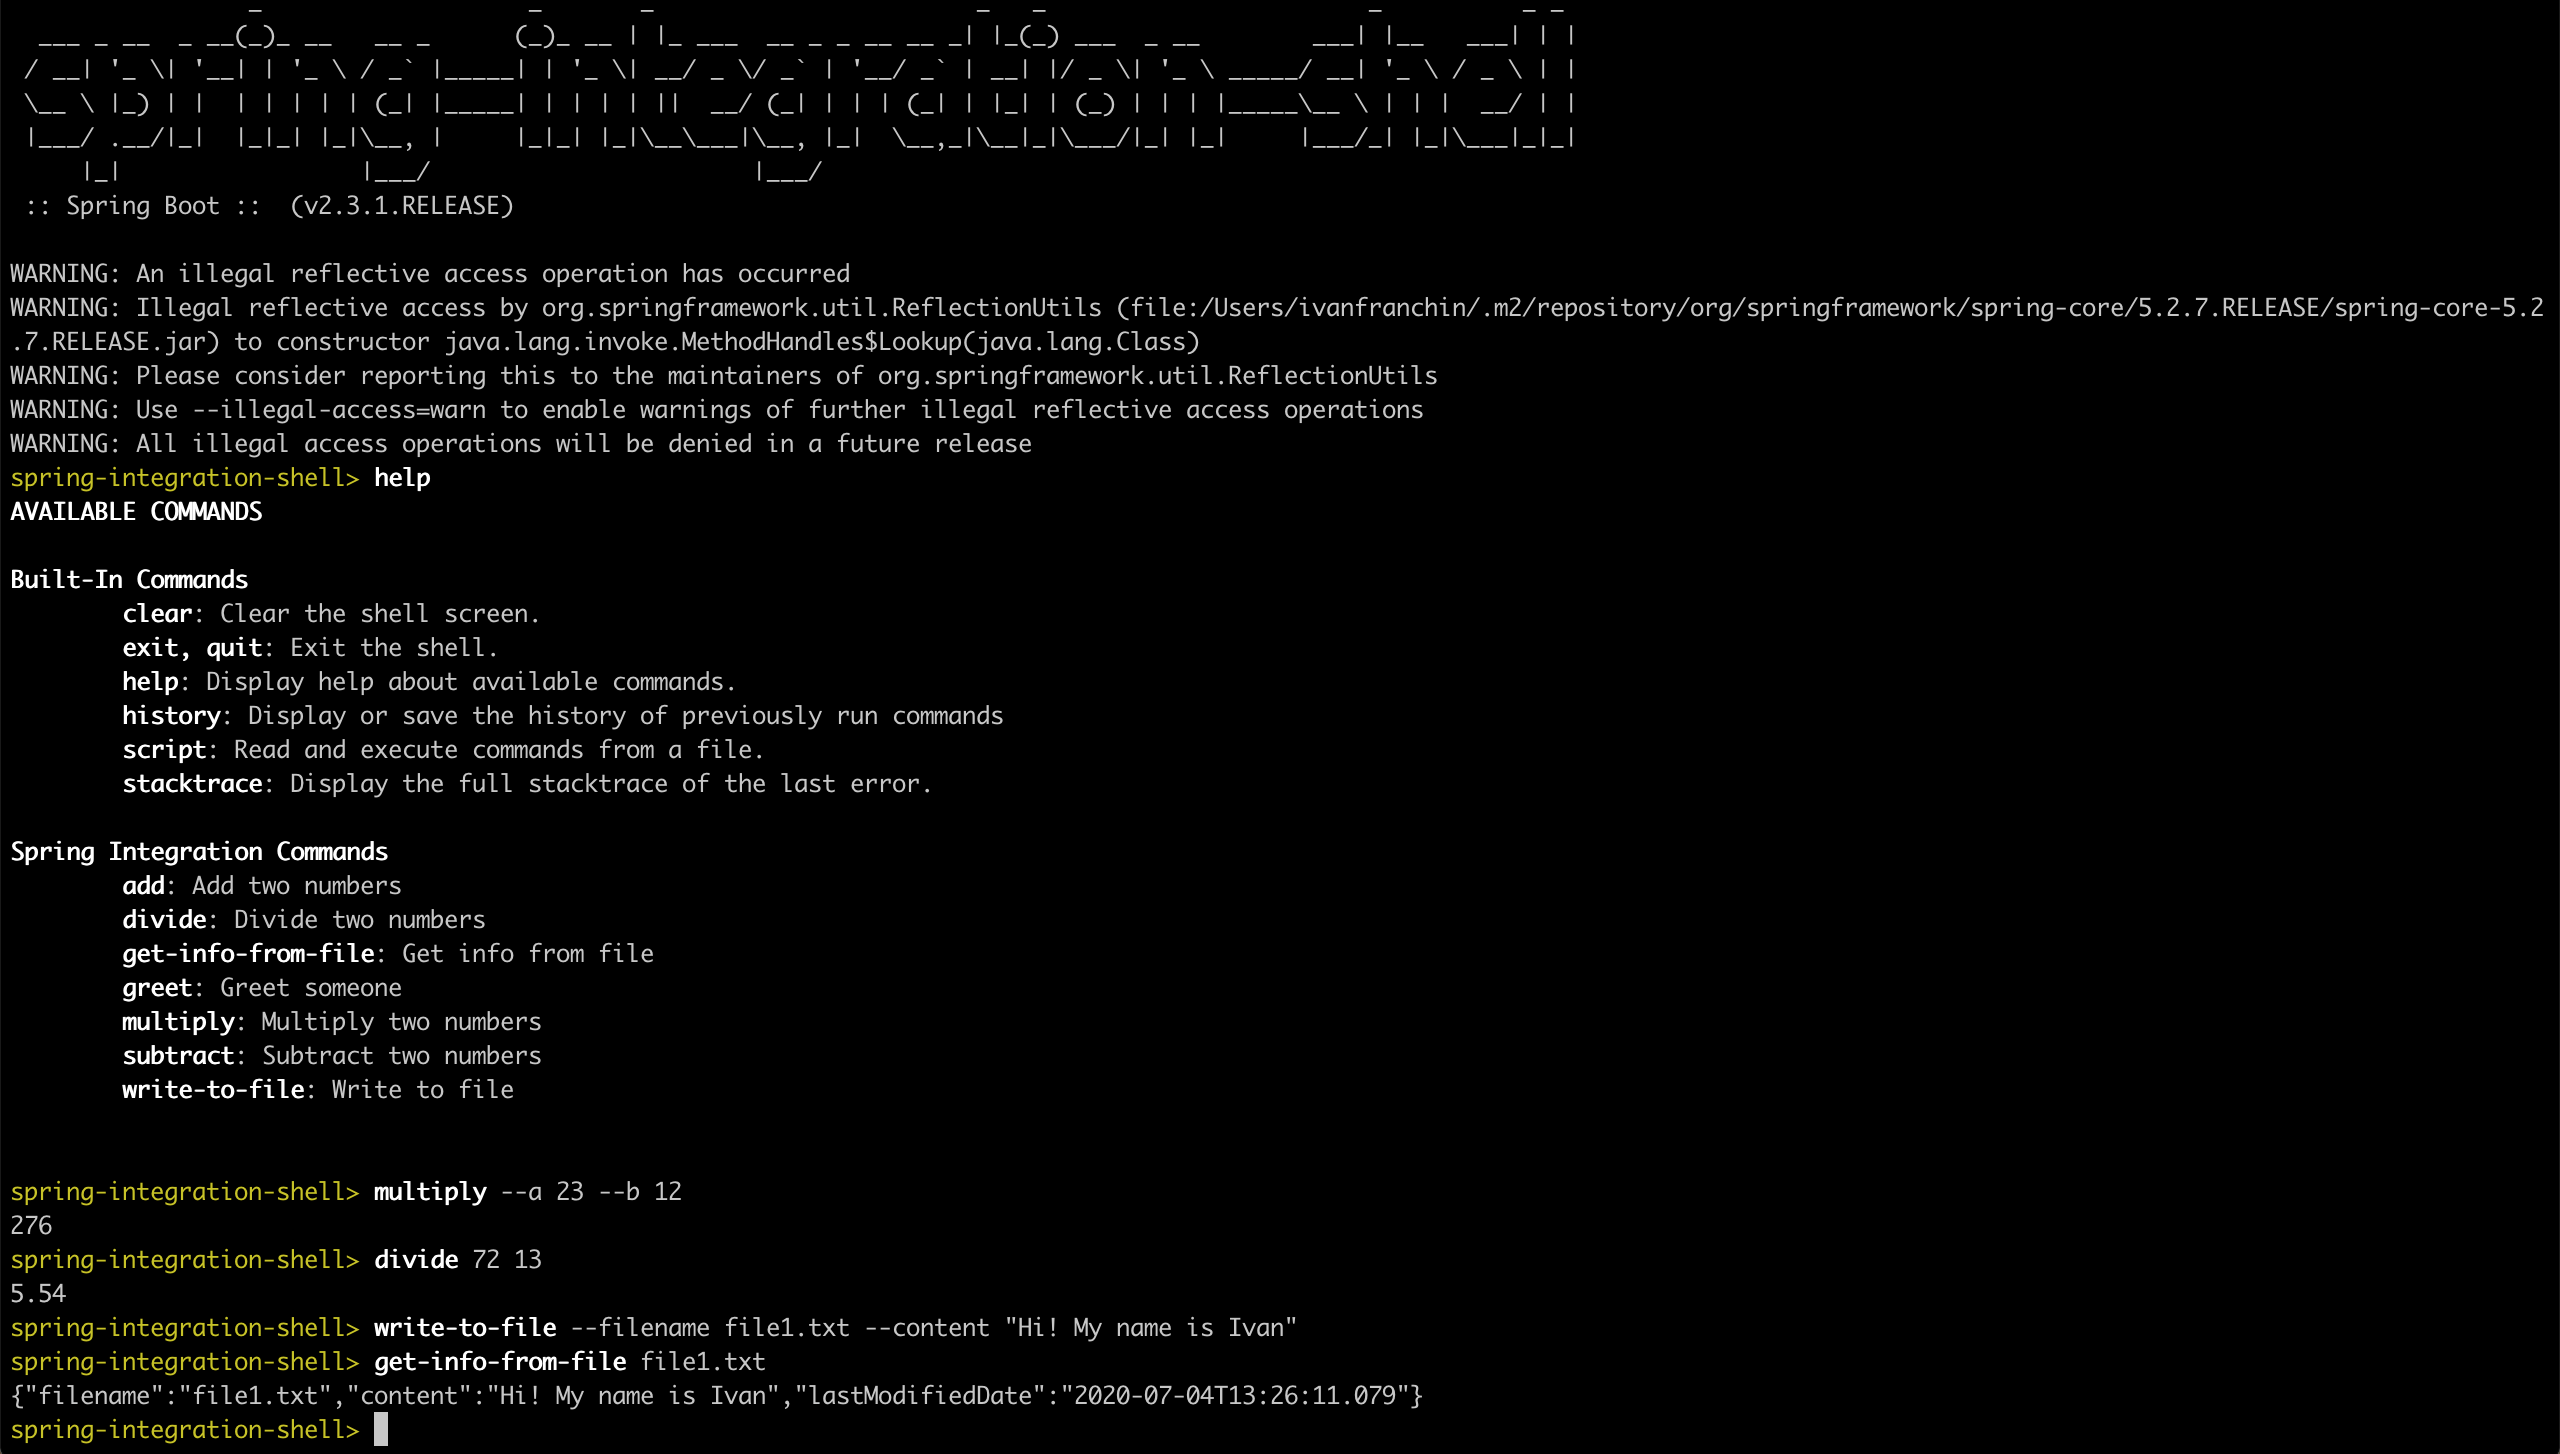 spring-integration-shell
:: Spring Boot ::  (v2.3.1.RELEASE)
WARNING: An illegal reflective access operation has occurred
WARNING: Illegal reflective access by org.springframework.util.ReflectionUtils (file:/Users/ivanfranchin/.m2/repository/org/springframework/spring-core/5.2.7.RELEASE/spring-core-5.2
.7.RELEASE.jar) to constructor java.lang.invoke.MethodHandles$Lookup(java.lang.Class)
WARNING: Please consider reporting this to the maintainers of org.springframework.util.ReflectionUtils
WARNING: Use --illegal-access=warn to enable warnings of further illegal reflective access operations
WARNING: All illegal access operations will be denied in a future release
spring-integration-shell> help
AVAILABLE COMMANDS
Built-In Commands
clear: Clear the shell screen.
exit, quit: Exit the shell.
help: Display help about available commands.
history: Display or save the history of previously run commands
script: Read and execute commands from a file.
stacktrace: Display the full stacktrace of the last error.
Spring Integration Commands
add: Add two numbers
divide: Divide two numbers
get-info-from-file: Get info from file
greet: Greet someone
multiply: Multiply two numbers
subtract: Subtract two numbers
write-to-file: Write to file
spring-integration-shell> multiply --a 23 --b 12
276
spring-integration-shell> divide 72 13
5.54
spring-integration-shell> write-to-file --filename file1.txt --content "Hi! My name is Ivan"
spring-integration-shell> get-info-from-file file1.txt
{"filename":"file1.txt","content":"Hi! My name is Ivan","lastModifiedDate":"2020-07-04T13:26:11.079"}
spring-integration-shell>